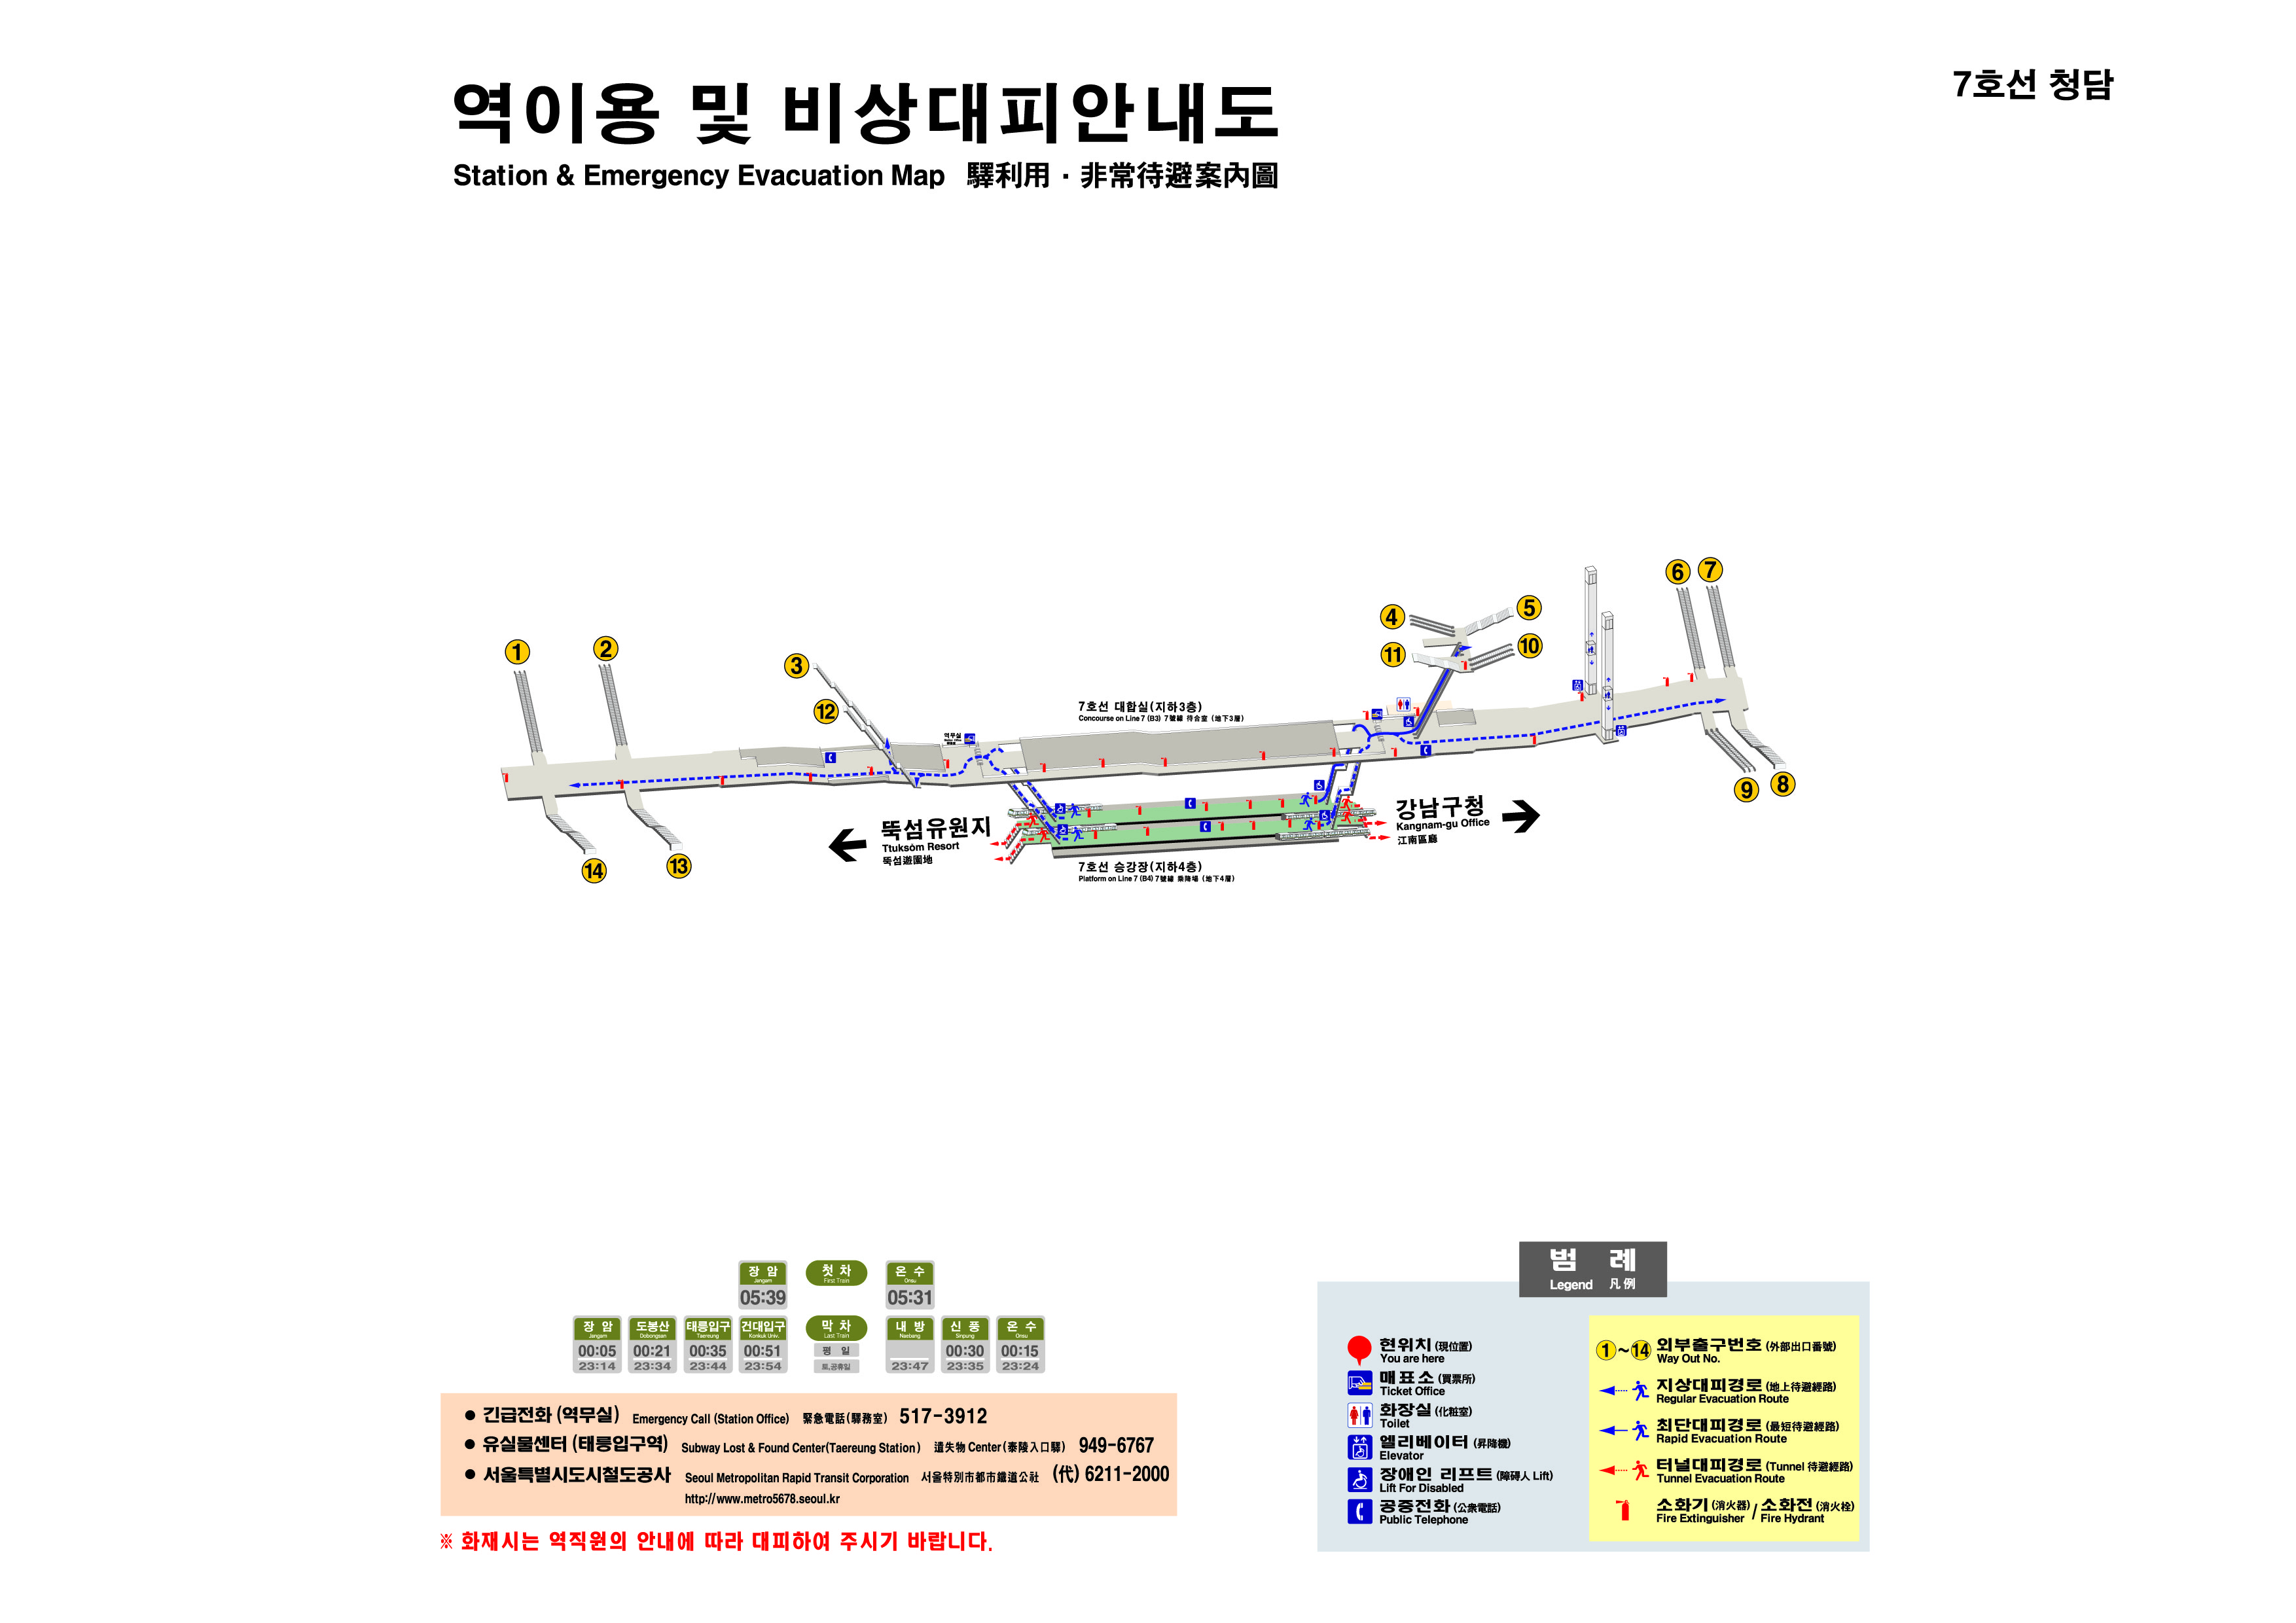 역이용 및 비상대피안내도
Station & Emergency Evacuation Map 驛利用 · 非常待避案內圖
7호선 청담
1
2
3
12
4
5
11
10
6
7
9
8
14
13
역무실
7호선 대합실(지하3층)
Concourse on Line 7 (B3) 7號線 待合室 (地下3層)
뚝섬유원지
Ttuksôm Resort
뚝섬遊園地
강남구청
Kangnam-gu Office
江南區廳
7호선 승강장(지하4층)
Platform on Line 7 (B4) 7號線 乘降場 (地下4層)
장 암
Jangam
05:39
첫 차
First Train
온 수
Onsu
05:31
장 암
Jangam
00:05
23:14
도봉산
Dobongsan
00:21
23:34
태릉입구
Taereung
00:35
23:44
건대입구
Konkuk Univ.
00:51
23:54
막 차
Last Train
평 일
토,공휴일
내 방
Naebang
23:47
신 풍
Sinpung
00:30
23:35
온 수
Onsu
00:15
23:24
● 긴급전화 (역무실) Emergency Call (Station Office) 緊急電話(驛務室) 517-3912
● 유실물센터 (태릉입구역) Subway Lost & Found Center(Taereung Station) 遺失物 Center(泰陵入口驛) 949-6767
● 서울특별시도시철도공사 Seoul Metropolitan Rapid Transit Corporation 서울特別市都市鐵道公社 (代) 6211-2000
http://www.metro5678.seoul.kr
※ 화재시는 역직원의 안내에 따라 대피하여 주시기 바랍니다.
범 례
Legend 凡例
현위치 (現位置)
You are here
매표소 (買票所)
Ticket Office
화장실 (化粧室)
Toilet
엘리베이터 (昇降機)
Elevator
장애인 리프트 (障碍人 Lift)
Lift For Disabled
공중전화 (公衆電話)
Public Telephone
1~14 외부출구번호 (外部出口番號)
Way Out No.
지상대피경로 (地上待避經路)
Regular Evacuation Route
최단대피경로 (最短待避經路)
Rapid Evacuation Route
터널대피경로 (Tunnel 待避經路)
Tunnel Evacuation Route
소화기 (消火器) / 소화전 (消火栓)
Fire Extinguisher / Fire Hydrant